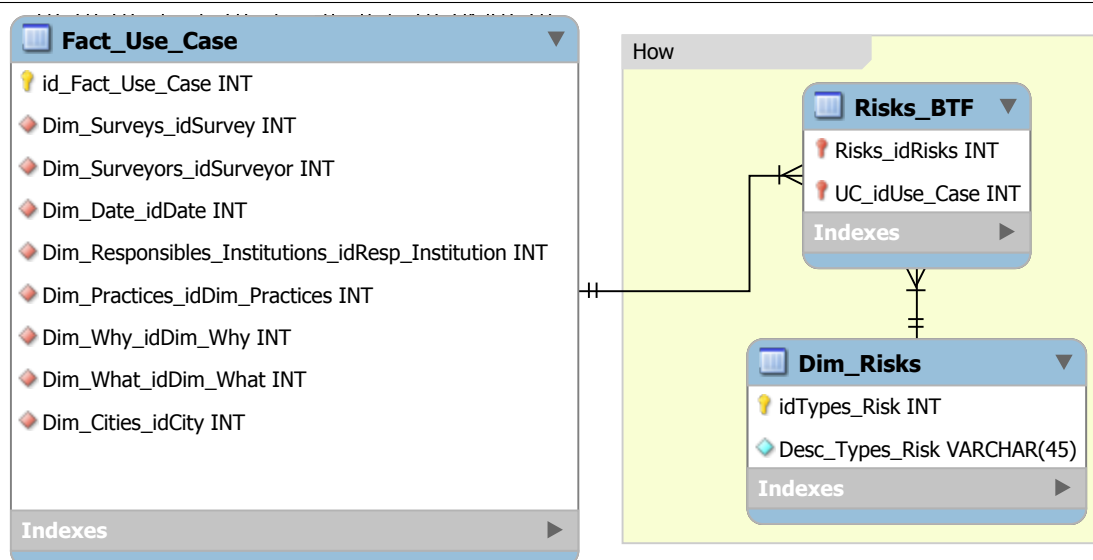 Fact_Use_Case
id_Fact_Use_Case INT
Dim_Surveys_idSurvey INT
Dim_Surveyors_idSurveyor INT
Dim_Date_idDate INT
Dim_Responsibles_Institutions_idResp_Institution INT
Dim_Practices_idDim_Practices INT
Dim_Why_idDim_Why INT
Dim_What_idDim_What INT
Dim_Cities_idCity INT
Indexes
How
Risks_BTF
Risks_idRisks INT
UC_idUse_Case INT
Indexes
Dim_Risks
idTypes_Risk INT
Desc_Types_Risk VARCHAR(45)
Indexes